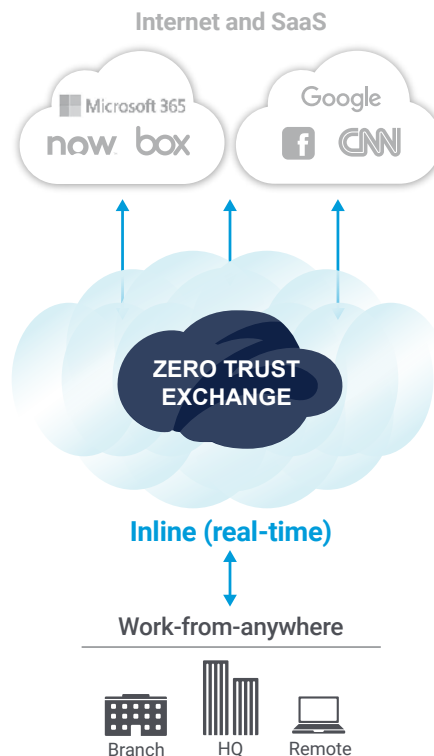 Internet and SaaS
Microsoft 365
now box
Google
f CNN
ZERO TRUST
EXCHANGE
Inline (real-time)
Work-from-anywhere
Branch HQ Remote